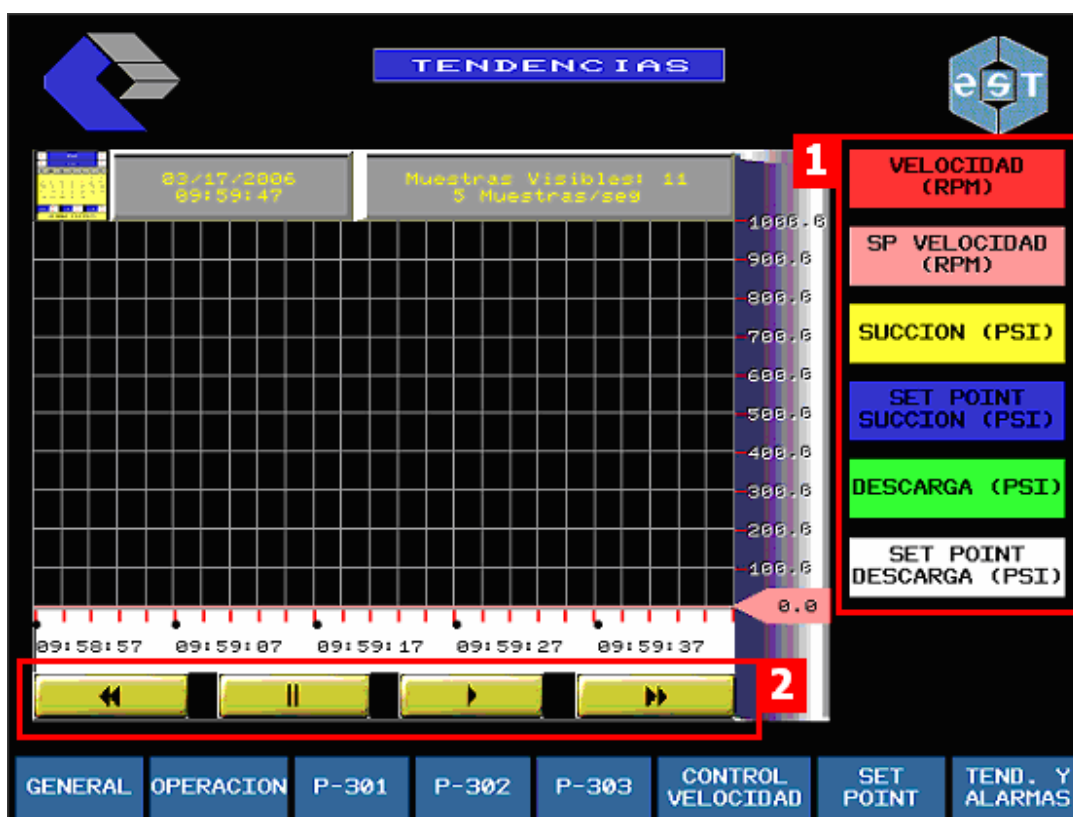 TENDENCIAS
esT
1
03/17/2006
09:59:47
Muestras Visibles: 11
5 Muestras/seg
1000.0
900.0
800.0
700.0
600.0
500.0
400.0
300.0
200.0
100.0
0.0
VELOCIDAD
(RPM)
SP VELOCIDAD
(RPM)
SUCCION (PSI)
SET POINT
SUCCION (PSI)
DESCARGA (PSI)
SET POINT
DESCARGA (PSI)
09:58:57 09:59:07 09:59:17 09:59:27 09:59:37
2
GENERAL
OPERACION
P-301
P-302
P-303
CONTROL
VELOCIDAD
SET
POINT
TEND. Y
ALARMAS